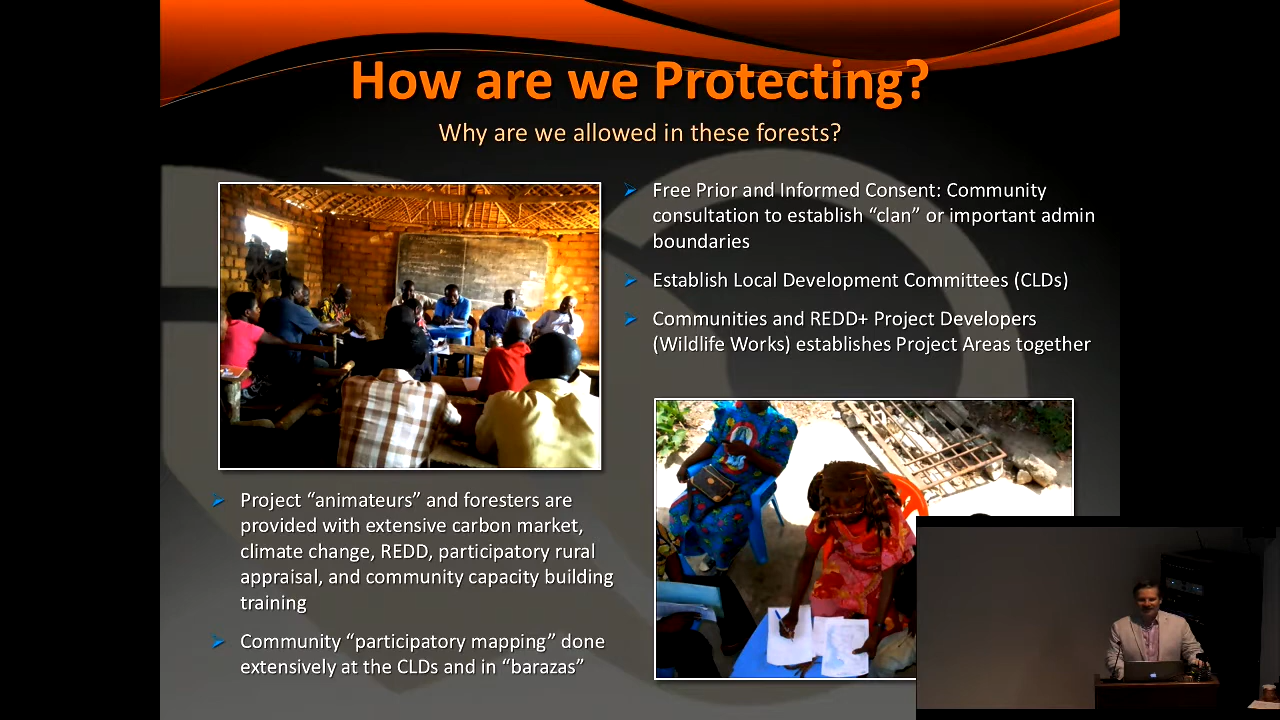 How are we Protecting?
Why are we allowed in these forests?
Free Prior and Informed Consent: Community
consultation to establish “clan” or important admin
boundaries
Establish Local Development Committees (CLDs)
Communities and REDD+ Project Developers
(Wildlife Works) establishes Project Areas together
Project “animateurs” and foresters are
provided with extensive carbon market,
climate change, REDD, participatory rural
appraisal, and community capacity building
training
Community “participatory mapping” done
extensively at the CLDs and in “barazas”